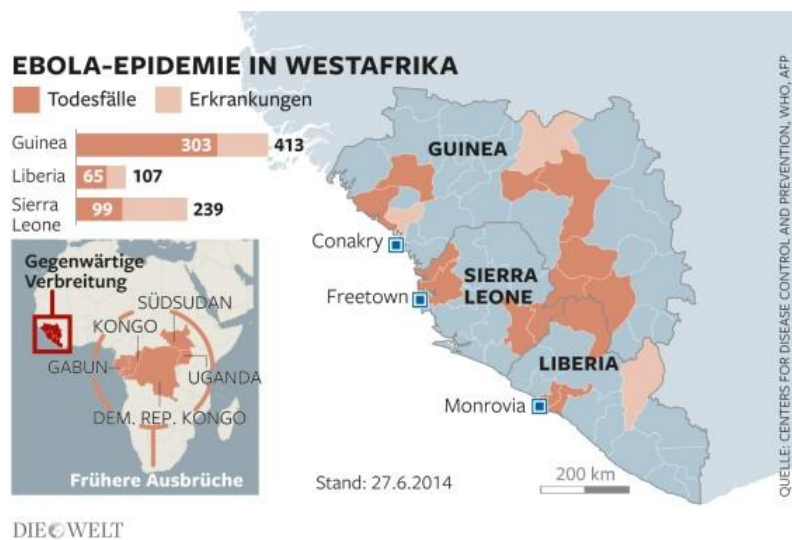 EBOLA-EPIDEMIE IN WESTAFRIKA
Todesfälle Erkrankungen
Guinea 303 413
Liberia 65 107
Sierra
Leone 99 239
Gegenwärtige
Verbreitung
SÜDSUDAN
KONGO
GABUN
UGANDA
DEM. REP. KONGO
Frühere Ausbrüche
GUINEA
Conakry
SIERRA
LEONE
Freetown
LIBERIA
Monrovia
Stand: 27.6.2014
200 km
QUELLE: CENTERS FOR DISEASE CONTROL AND PREVENTION, WHO, AFP
DIE WELT